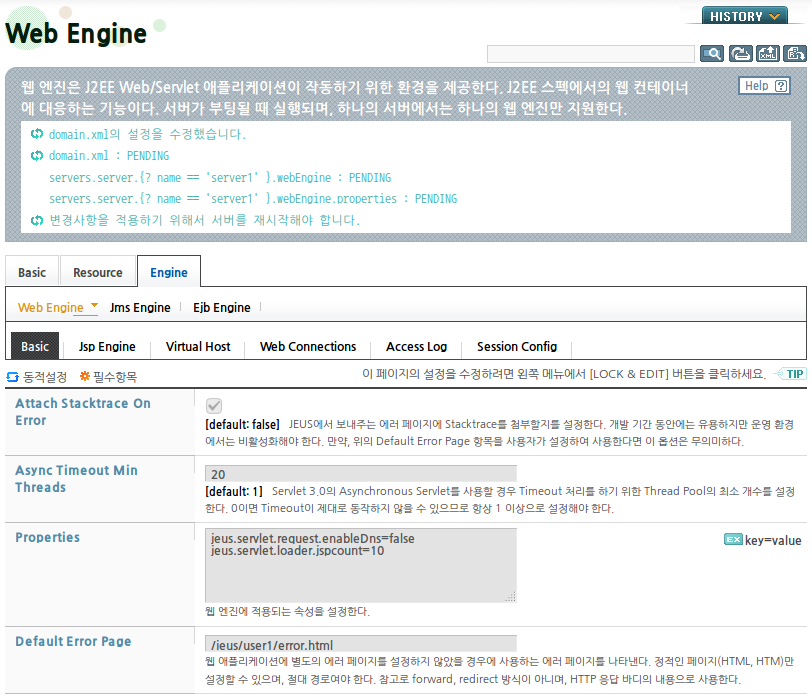 HISTORY
Web Engine
웹 엔진은 J2EE Web/Servlet 애플리케이션이 작동하기 위한 환경을 제공한다. J2EE 스펙에서의 웹 컨테이너
에 대응하는 기능이다. 서버가 부팅될 때 실행되며, 하나의 서버에서는 하나의 웹 엔진만 지원한다.
Help ?
domain.xml의 설정을 수정했습니다.
domain.xml : PENDING
servers.server.{? name == 'server1' }.webEngine : PENDING
servers.server.{? name == 'server1' }.webEngine.properties : PENDING
변경사항을 적용하기 위해서 서버를 재시작해야 합니다.
Basic Resource Engine
Web Engine Jms Engine Ejb Engine
Basic Jsp Engine Virtual Host Web Connections Access Log Session Config
동적설정 필수항목 이 페이지의 설정을 수정하려면 왼쪽 메뉴에서 [LOCK & EDIT] 버튼을 클릭하세요. TIP
Attach Stacktrace On
Error
[default: false] JEUS에서 보내주는 에러 페이지에 Stacktrace를 첨부할지를 설정한다. 개발 기간 동안에는 유용하지만 운영 환경
에서는 비활성화해야 한다. 만약, 위의 Default Error Page 항목을 사용자가 설정하여 사용한다면 이 옵션은 무의미하다.
Async Timeout Min
Threads
20
[default: 1] Servlet 3.0의 Asynchronous Servlet를 사용할 경우 Timeout 처리를 하기 위한 Thread Pool의 최소 개수를 설정
한다. 0이면 Timeout이 제대로 동작하지 않을 수 있으므로 항상 1 이상으로 설정해야 한다.
Properties
jeus.servlet.request.enableDns=false
jeus.servlet.loader.jspcount=10
EX key=value
웹 엔진에 적용되는 속성을 설정한다.
Default Error Page
/jeus/user1/error.html
웹 애플리케이션에 별도의 에러 페이지를 설정하지 않았을 경우에 사용하는 에러 페이지를 나타낸다. 정적인 페이지(HTML, HTM)만
설정할 수 있으며, 절대 경로여야 한다. 참고로 forward, redirect 방식이 아니며, HTTP 응답 바디의 내용으로 사용한다.